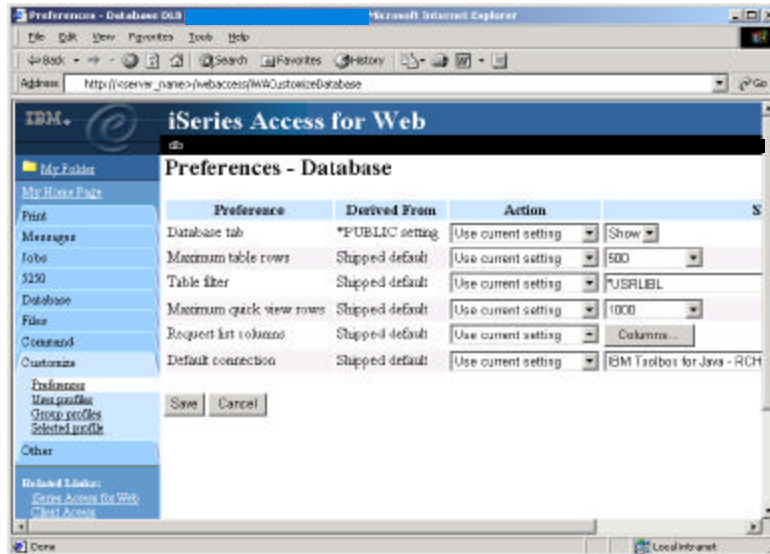 Preferences - Database DLB Microsoft Internet Explorer
File Edit View Favorites Tools Help
Back Search Favorites History
Address http://<server_name>/webaccess/iWACustomizeDatabase Go
IBM. iSeries Access for Web
dlb
My Folder
My Home Page
Print
Messages
Jobs
5250
Database
Files
Command
Customize
Preferences
User profiles
Group profiles
Selected profile
Other
Related Links:
iSeries Access for Web
Client Access
Preferences - Database
Preference Derived From Action S
Database tab *PUBLIC setting Use current setting Show
Maximum table rows Shipped default Use current setting 500
Table filter Shipped default Use current setting *USRLIBL
Maximum quick view rows Shipped default Use current setting 1000
Request list columns Shipped default Use current setting Columns...
Default connection Shipped default Use current setting IBM Toolbox for Java - RCH
Save Cancel
Done Local intranet